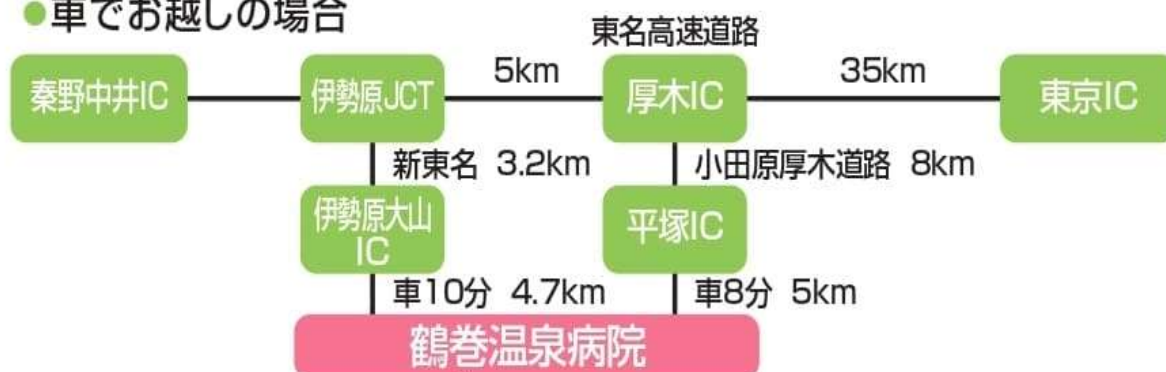 ●車でお越しの場合
東名高速道路
秦野中井IC
伊勢原JCT
5km
厚木IC
35km
東京IC
新東名 3.2km
小田原厚木道路 8km
伊勢原大山
IC
平塚IC
車10分 4.7km
車8分 5km
鶴巻温泉病院